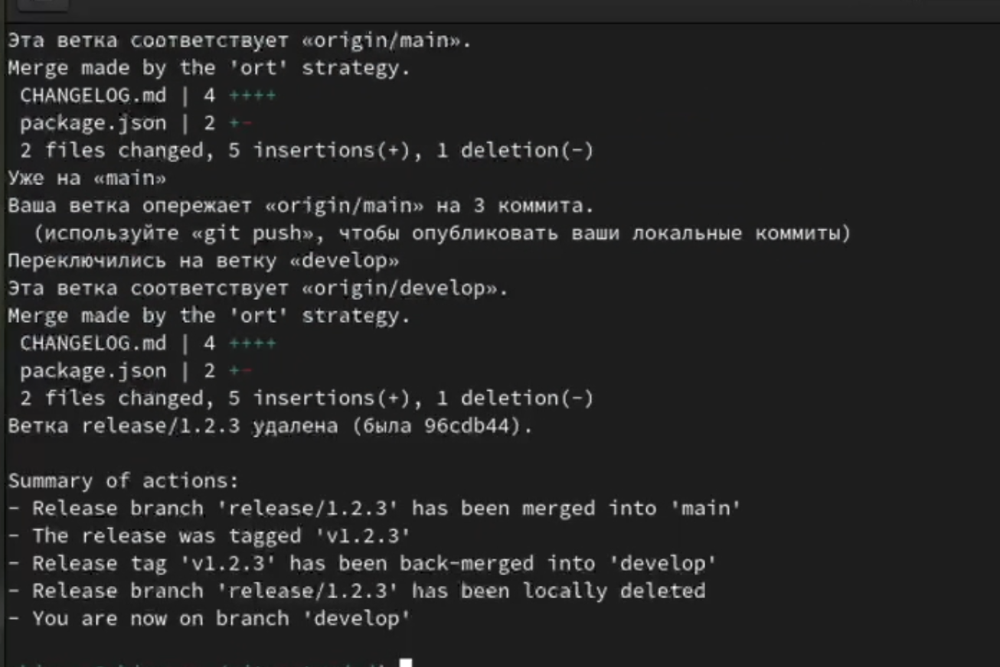 Эта ветка соответствует «origin/main».
Merge made by the 'ort' strategy.
CHANGELOG.md | 4 ++++
package.json | 2 +-
2 files changed, 5 insertions(+), 1 deletion(-)
Уже на «main»
Ваша ветка опережает «origin/main» на 3 коммита.
(используйте «git push», чтобы опубликовать ваши локальные коммиты)
Переключились на ветку «develop»
Эта ветка соответствует «origin/develop».
Merge made by the 'ort' strategy.
CHANGELOG.md | 4 ++++
package.json | 2 +-
2 files changed, 5 insertions(+), 1 deletion(-)
Ветка release/1.2.3 удалена (была 96cdb44).
Summary of actions:
- Release branch 'release/1.2.3' has been merged into 'main'
- The release was tagged 'v1.2.3'
- Release tag 'v1.2.3' has been back-merged into 'develop'
- Release branch 'release/1.2.3' has been locally deleted
- You are now on branch 'develop'